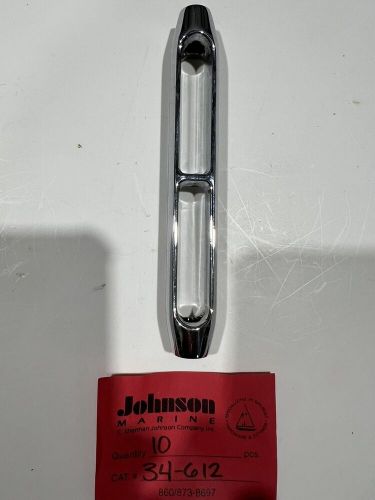 Johnson
MARINE
C. Sherman Johnson Company Inc.
Quantity 10 pcs.
CAT. # 34-612
860/873-8697